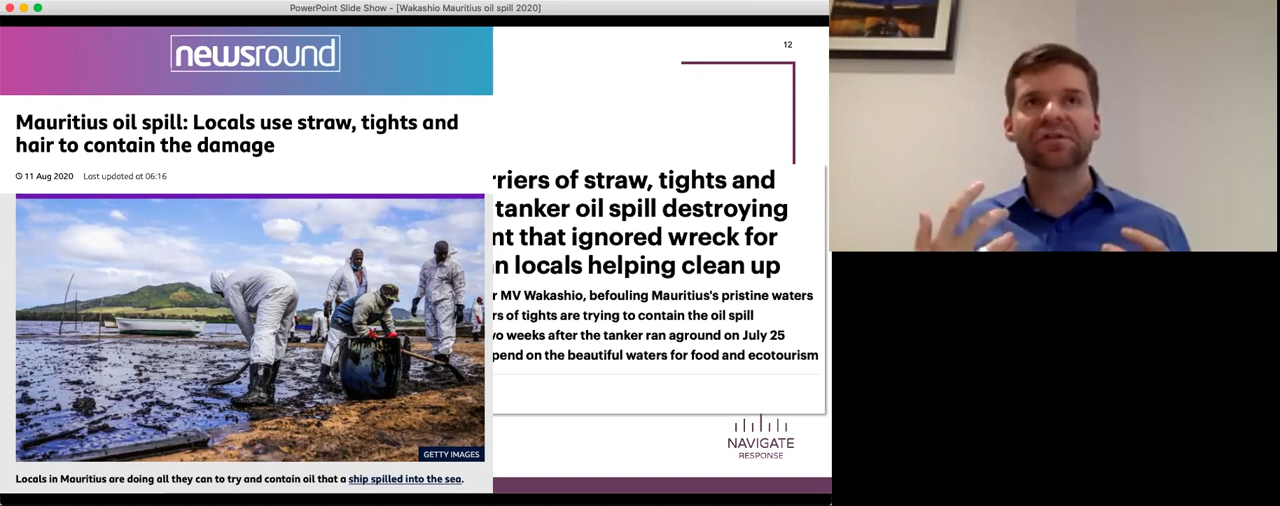 PowerPoint Slide Show - [Wakashio Mauritius oil spill 2020]
newsround
Mauritius oil spill: Locals use straw, tights and
hair to contain the damage
11 Aug 2020 Last updated at 06:16
GETTY IMAGES
Locals in Mauritius are doing all they can to try and contain oil that a ship spilled into the sea.
12
rriers of straw, tights and
tanker oil spill destroying
nt that ignored wreck for
n locals helping clean up
r MV Wakashio, befouling Mauritius's pristine waters
rs of tights are trying to contain the oil spill
wo weeks after the tanker ran aground on July 25
pend on the beautiful waters for food and ecotourism
NAVIGATE
RESPONSE